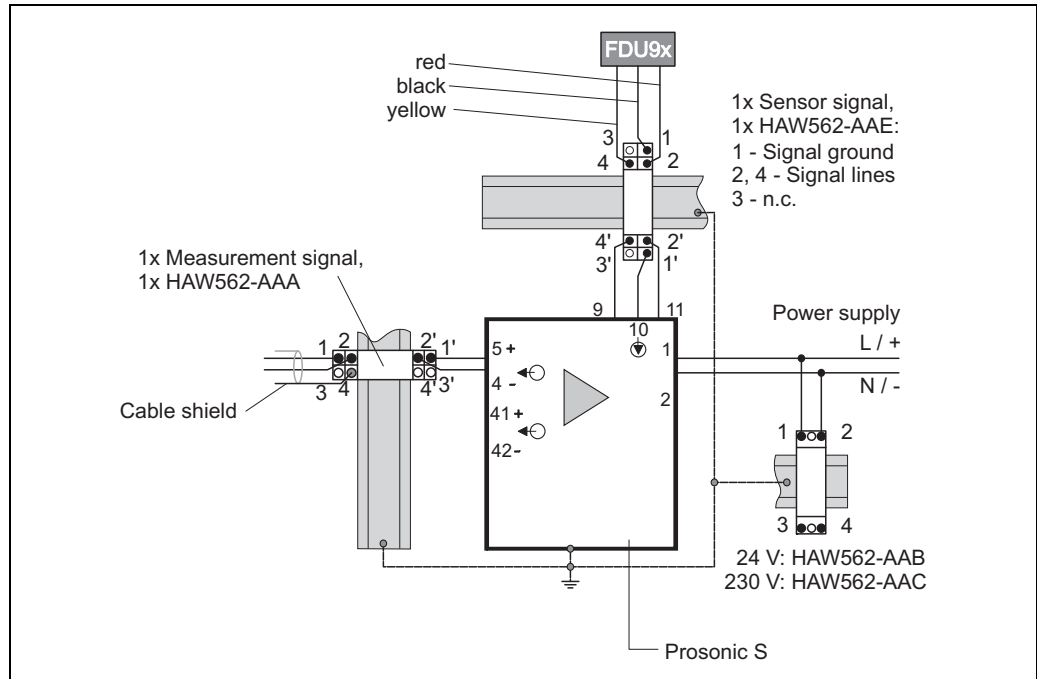 FDU9x
red
black
yellow
1x Sensor signal,
1x HAW562-AAE:
1 - Signal ground
2, 4 - Signal lines
3 - n.c.
3 1
4 2
4' 2'
3' 1'
1x Measurement signal,
1x HAW562-AAA
9 11
10
Power supply
L / +
N / -
1 2 2' 1'
3 4 4' 3'
Cable shield
5 +
4 -
41 +
42 -
1
2
1 2
3 4
24 V: HAW562-AAB
230 V: HAW562-AAC
Prosonic S